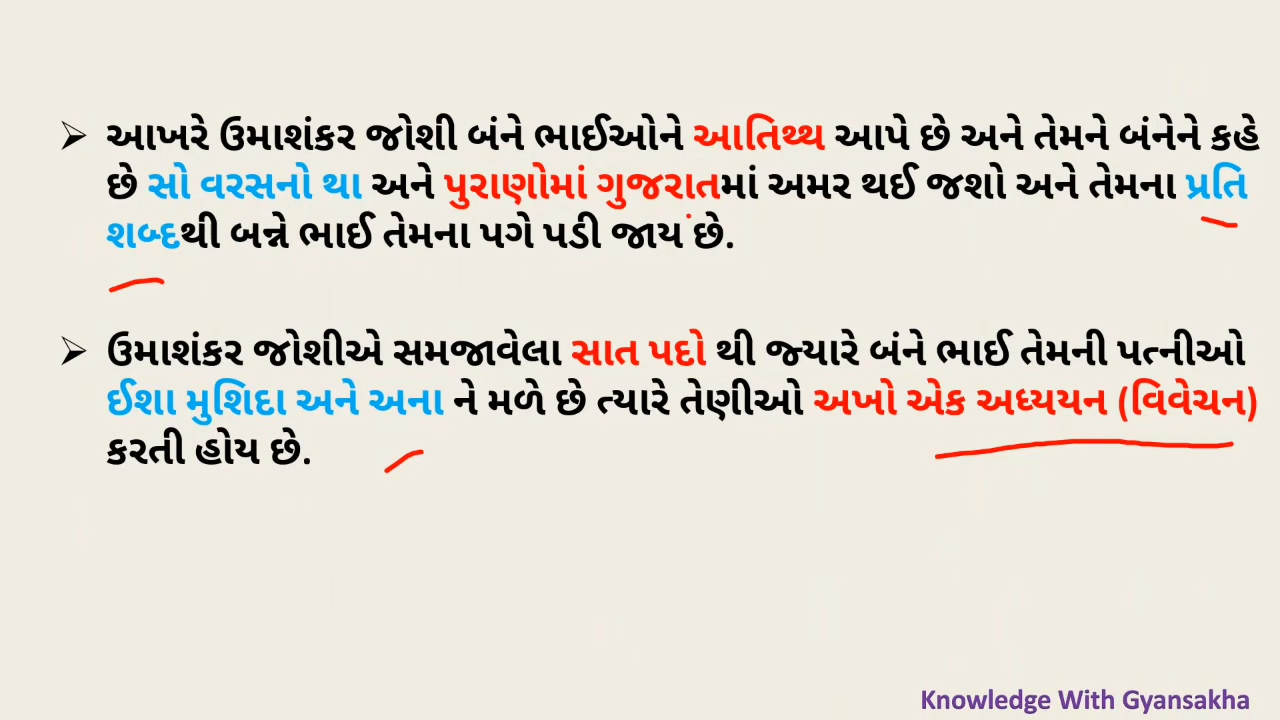 ➢ આખરે ઉમાશંકર જોશી બંને ભાઈઓને આતિથ્થ આપે છે અને તેમને બંનેને કહે
છે સો વરસનો થા અને પુરાણોમાં ગુજરાતમાં અમર થઈ જશો અને તેમના પ્રતિ
શબ્દથી બન્ને ભાઈ તેમના પગે પડી જાય છે.
➢ ઉમાશંકર જોશીએ સમજાવેલા સાત પદો થી જ્યારે બંને ભાઈ તેમની પત્નીઓ
ઈશા મુશિદા અને અના ને મળે છે ત્યારે તેણીઓ અખો એક અધ્યયન (વિવેચન)
કરતી હોય છે.
Knowledge With Gyansakha